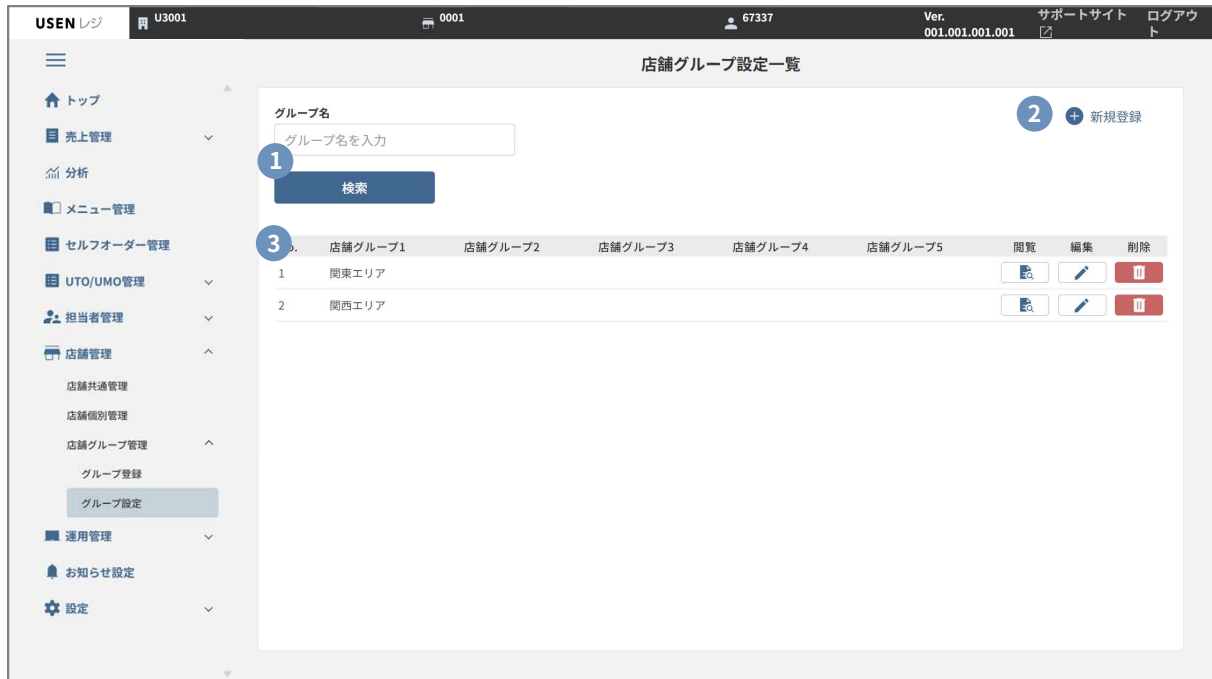 USEN レジ
U3001
0001
67337
Ver.
001.001.001.001
サポートサイト
ログアウ
ト
店舗グループ設定一覧
トップ
売上管理
分析
メニュー管理
セルフオーダー管理
UTO/UMO管理
担当者管理
店舗管理
店舗共通管理
店舗個別管理
店舗グループ管理
グループ登録
グループ設定
運用管理
お知らせ設定
設定
グループ名
グループ名を入力
1
検索
2
新規登録
3 o. 店舗グループ1 店舗グループ2 店舗グループ3 店舗グループ4 店舗グループ5 閲覧 編集 削除
1 関東エリア
2 関西エリア